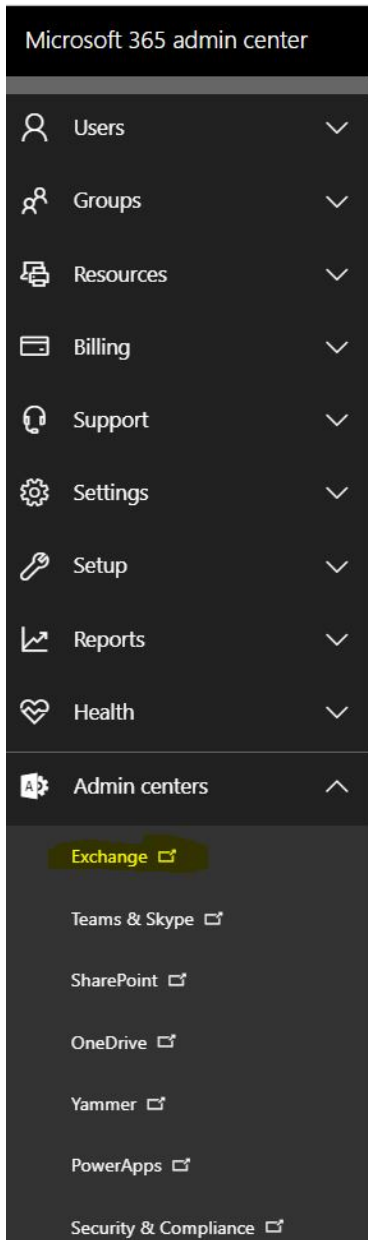 Microsoft 365 admin center
Users
Groups
Resources
Billing
Support
Settings
Setup
Reports
Health
Admin centers
Exchange
Teams & Skype
SharePoint
OneDrive
Yammer
PowerApps
Security & Compliance